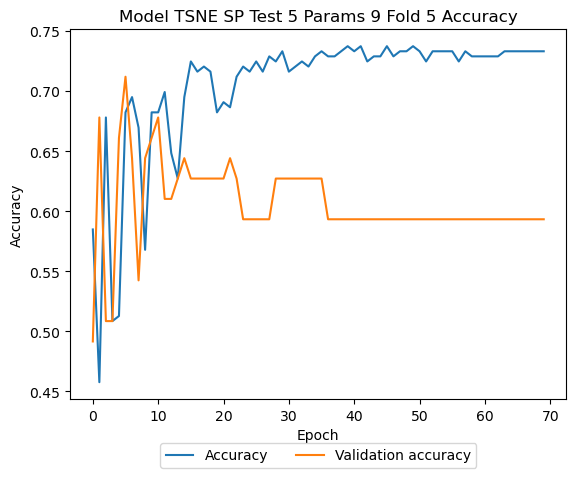 Model TSNE SP Test 5 Params 9 Fold 5 Accuracy
0.75
0.70
0.65
0.60
0.55
0.50
0.45
Accuracy
0 10 20 30 40 50 60 70
Epoch
Accuracy Validation accuracy